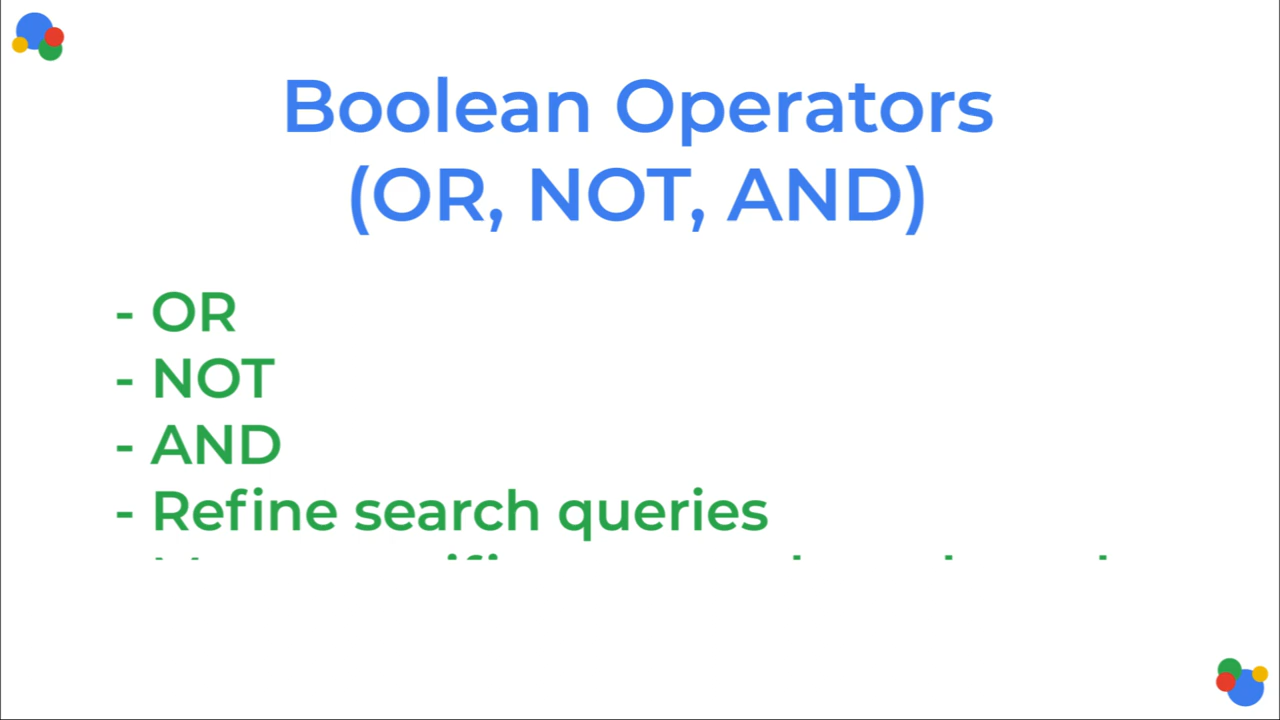 Boolean Operators
(OR, NOT, AND)
- OR
- NOT
- AND
- Refine search queries